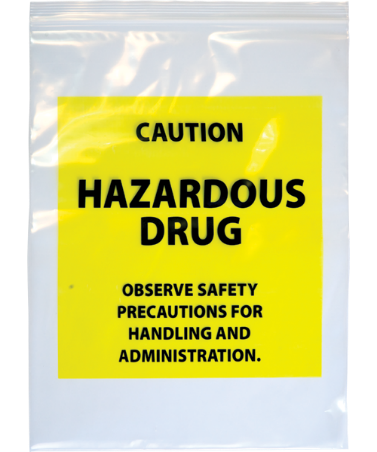 CAUTION
HAZARDOUS
DRUG
OBSERVE SAFETY
PRECAUTIONS FOR
HANDLING AND
ADMINISTRATION.